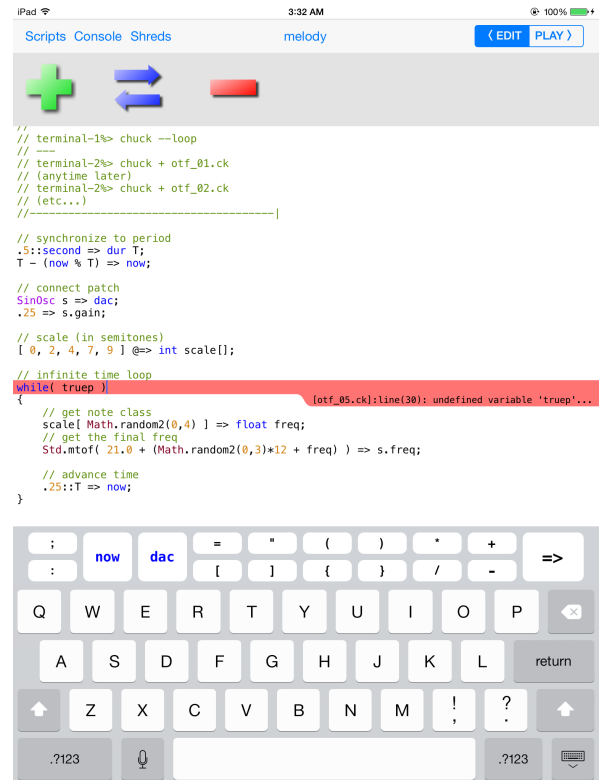 iPad 3:32 AM 100%
Scripts Console Shreds melody EDIT PLAY
//
// terminal-1%> chuck --loop
// ---
// terminal-2%> chuck + otf_01.ck
// (anytime later)
// terminal-2%> chuck + otf_02.ck
// (etc...)
//--------------------------------------|
// synchronize to period
.5::second => dur T;
T - (now % T) => now;
// connect patch
SinOsc s => dac;
.25 => s.gain;
// scale (in semitones)
[ 0, 2, 4, 7, 9 ] @=> int scale[];
// infinite time loop
while( truep )
{
[otf_05.ck]:line(30): undefined variable 'truep'...
// get note class
scale[ Math.random2(0,4) ] => float freq;
// get the final freq
Std.mtof( 21.0 + (Math.random2(0,3)*12 + freq) ) => s.freq;
// advance time
.25::T => now;
}
; now dac = " ( ) * + =>
: [ ] { } / -
Q W E R T Y U I O P
A S D F G H J K L return
Z X C V B N M ! , ? .
.?123 .?123